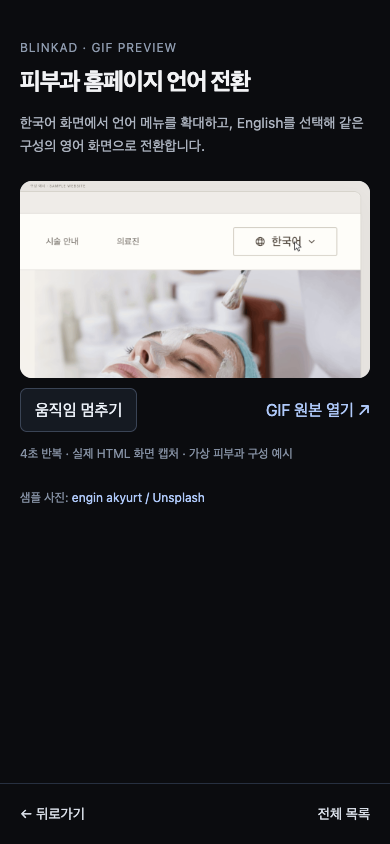 BLINKAD · GIF PREVIEW
피부과 홈페이지 언어 전환
한국어 화면에서 언어 메뉴를 확대하고, English를 선택해 같은
구성의 영어 화면으로 전환합니다.
시술 안내
의료진
한국어
움직임 멈추기
GIF 원본 열기 ↗
4초 반복 · 실제 HTML 화면 캡처 · 가상 피부과 구성 예시
샘플 사진: engin akyurt / Unsplash
← 뒤로가기
전체 목록